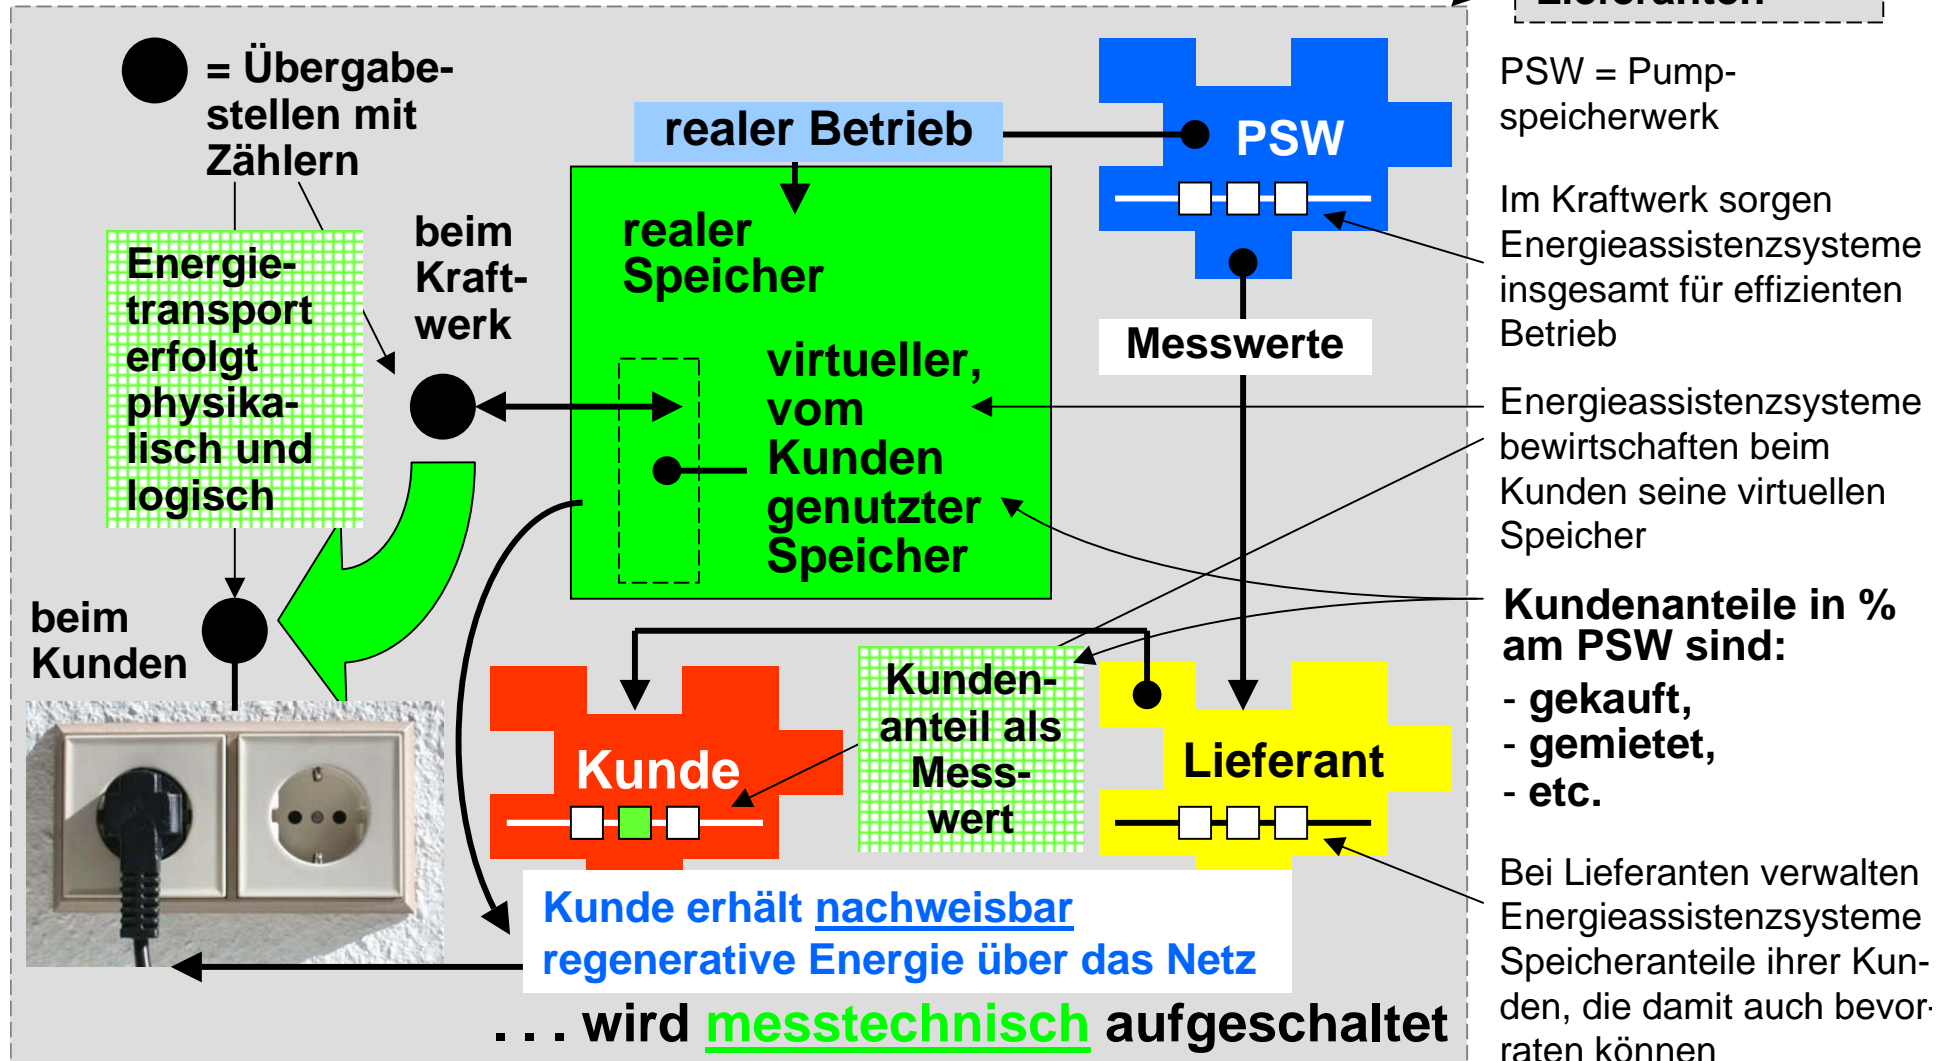 Lieferanten
= Übergabe-
stellen mit
Zählern
realer Betrieb
PSW
PSW = Pump-
speicherwerk
Energie-
transport
erfolgt
physika-
lisch und
logisch
beim
Kraft-
werk
realer
Speicher
virtueller,
vom
Kunden
genutzter
Speicher
Messwerte
Im Kraftwerk sorgen
Energieassistenzsysteme
insgesamt für effizienten
Betrieb
Energieassistenzsysteme
bewirtschaften beim
Kunden seine virtuellen
Speicher
beim
Kunden
Kunde
Kunden-
anteil als
Mess-
wert
Lieferant
Kundenanteile in %
am PSW sind:
- gekauft,
- gemietet,
- etc.
Kunde erhält nachweisbar
regenerative Energie über das Netz
. . . wird messtechnisch aufgeschaltet
Bei Lieferanten verwalten
Energieassistenzsysteme
Speicheranteile ihrer Kun-
den, die damit auch bevor-
raten können